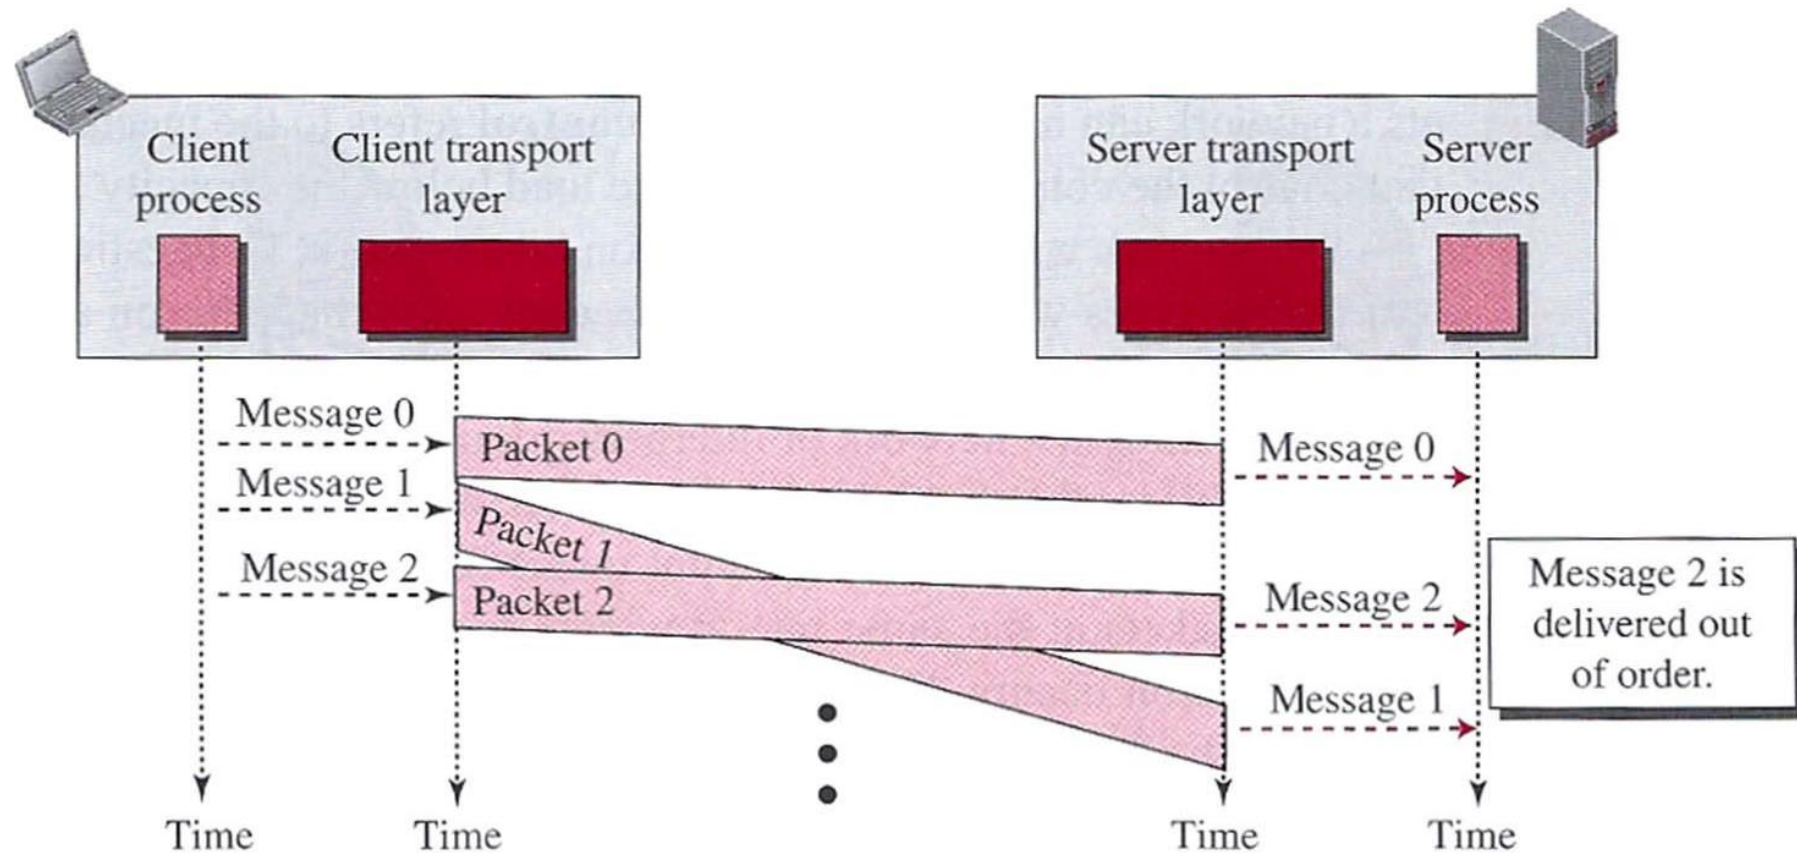 Client process
Client transport layer
Server transport layer
Server process
Message 0
Packet 0
Message 0
Message 1
Packet 1
Message 2
Packet 2
Message 2
Message 2 is
delivered out
of order.
Message 1
Time
Time
Time
Time